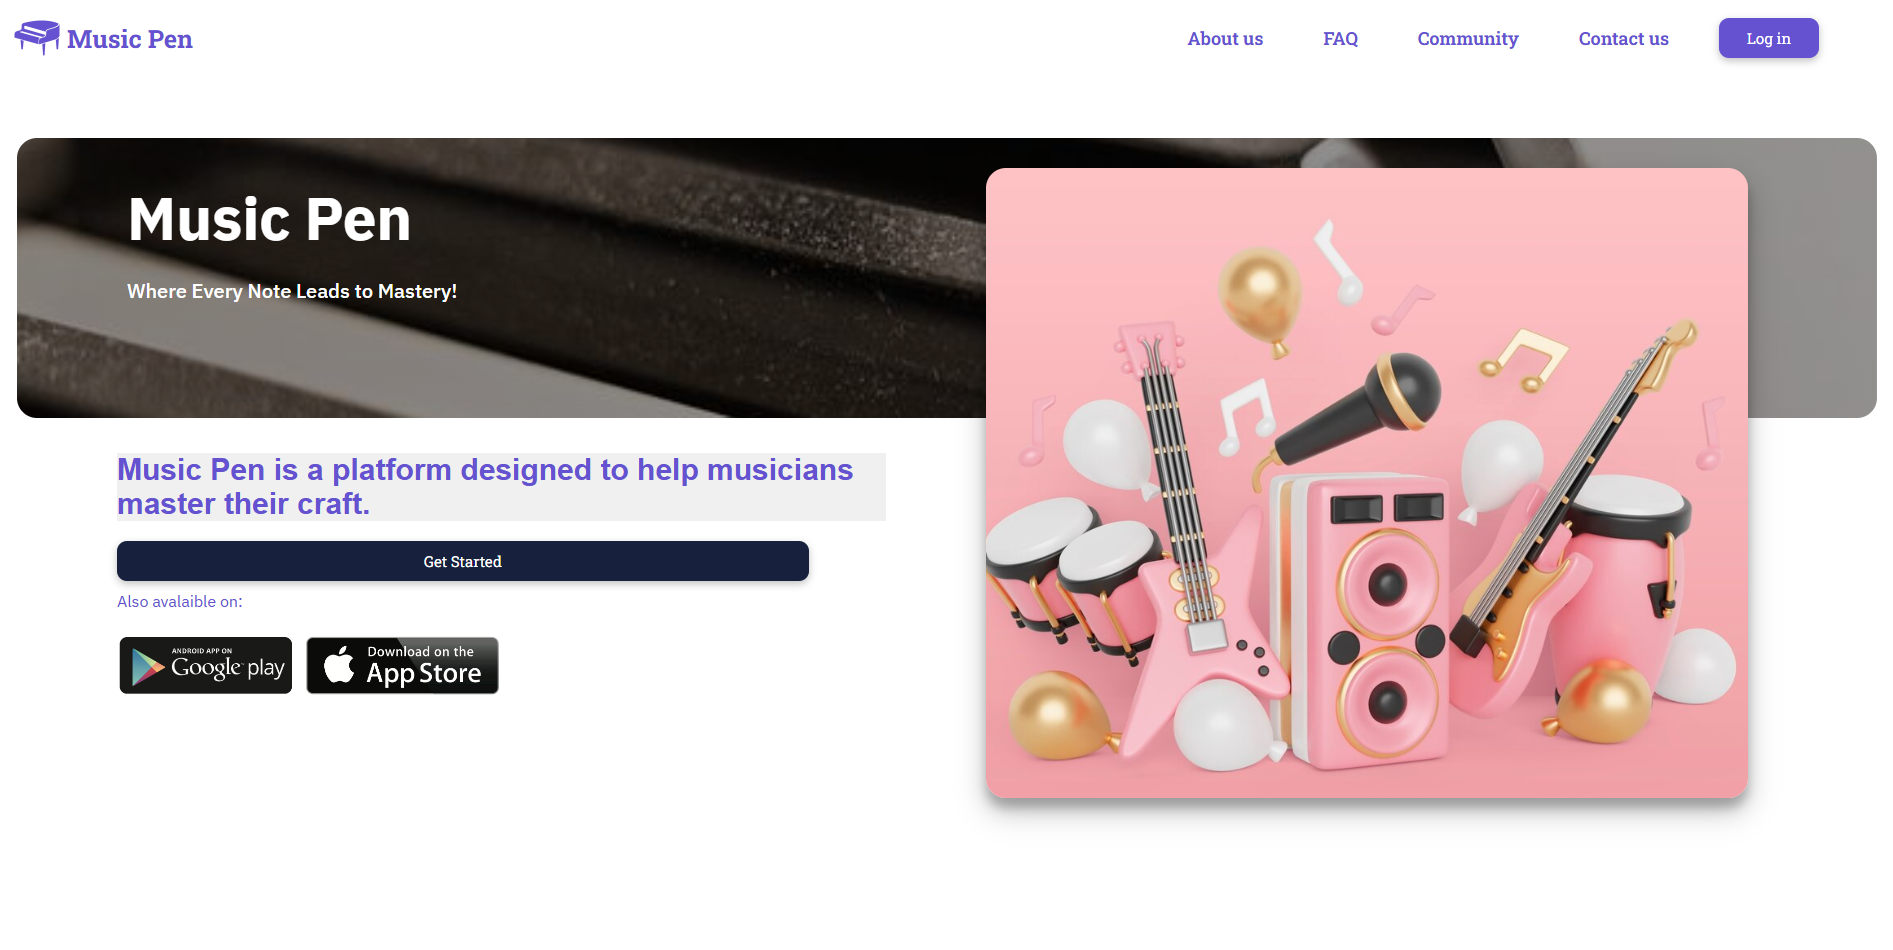 Music Pen
About us
FAQ
Community
Contact us
Log in
Music Pen
Where Every Note Leads to Mastery!
Music Pen is a platform designed to help musicians
master their craft.
Get Started
Also avalaible on:
ANDROID APP ON
Google play
Download on the
App Store